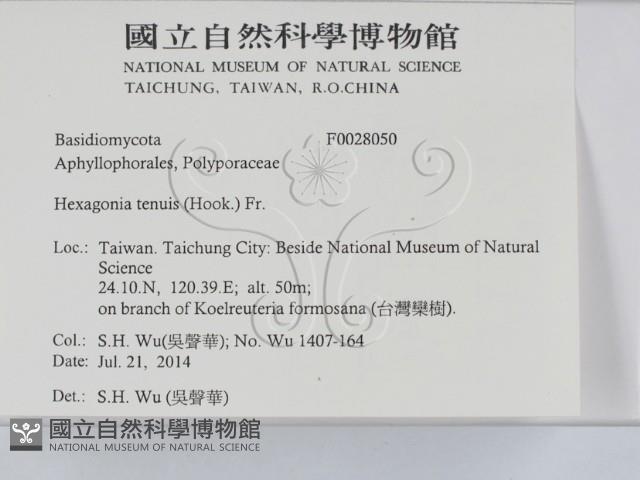 國立自然科學博物館
NATIONAL MUSEUM OF NATURAL SCIENCE
TAICHUNG, TAIWAN, R.O.CHINA
Basidiomycota F0028050
Aphyllophorales, Polyporaceae
Hexagonia tenuis (Hook.) Fr.
Loc.: Taiwan. Taichung City: Beside National Museum of Natural
Science
24.10.N, 120.39.E; alt. 50m;
on branch of Koelreuteria formosana (台灣欒樹).
Col.: S.H. Wu(吳聲華); No. Wu 1407-164
Date: Jul. 21, 2014
Det.: S.H. Wu (吳聲華)
國立自然科學博物館
NATIONAL MUSEUM OF NATURAL SCIENCE